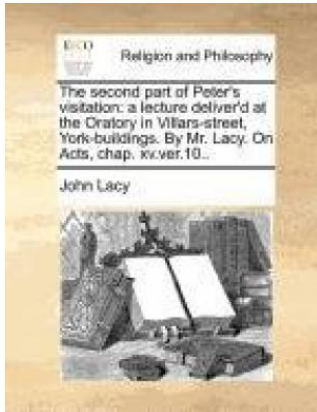 ECCO
Religion and Philosophy
The second part of Peter's
visitation: a lecture deliver'd at
the Oratory in Villars-street,
York-buildings. By Mr. Lacy. On
Acts, chap. xv.ver.10..
John Lacy